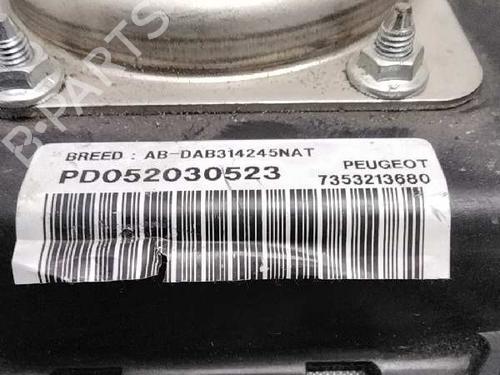 B-PARTS
BREED : AB-DAB314245NAT
PEUGEOT
PD052030523
7353213680